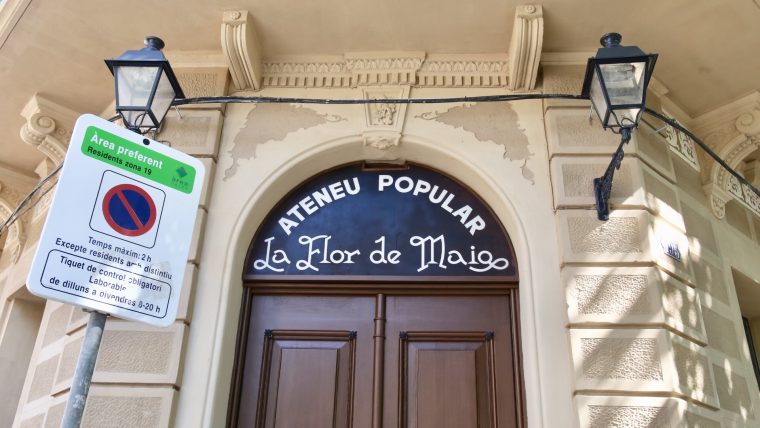 Àrea preferent
Residents zona 19
Temps màxim: 2 h
Excepte residents amb distintiu
Tiquet de control obligatori
Laborable
de dilluns a divendres 8-20 h
ATENEU POPULAR
La Flor de Maig